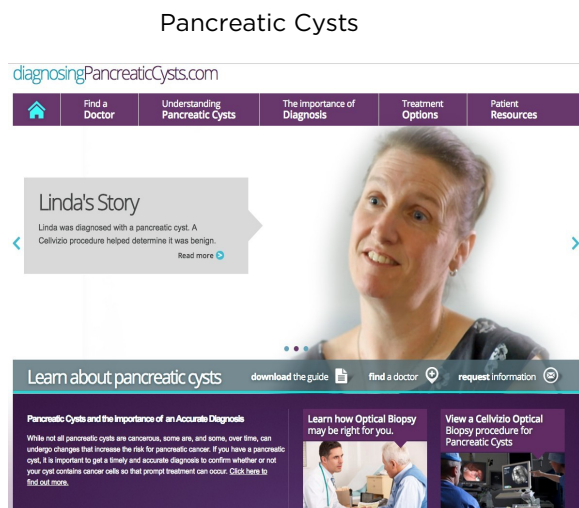 Pancreatic Cysts
diagnosingPancreaticCysts.com
Find a
Doctor
Understanding
Pancreatic Cysts
The importance of
Diagnosis
Treatment
Options
Patient
Resources
Linda's Story
Linda was diagnosed with a pancreatic cyst. A
Cellvizio procedure helped determine it was benign.
Read more
Learn about pancreatic cysts
download the guide
find a doctor
request information
Pancreatic Cysts and the importance of an Accurate Diagnosis
While not all pancreatic cysts are cancerous, some are, and some, over time, can
undergo changes that increase the risk for pancreatic cancer. If you have a pancreatic
cyst, it is important to get a timely and accurate diagnosis to confirm whether or not
your cyst contains cancer cells so that prompt treatment can occur. Click here to
find out more.
Learn how Optical Biopsy
may be right for you.
View a Cellvizio Optical
Biopsy procedure for
Pancreatic Cysts